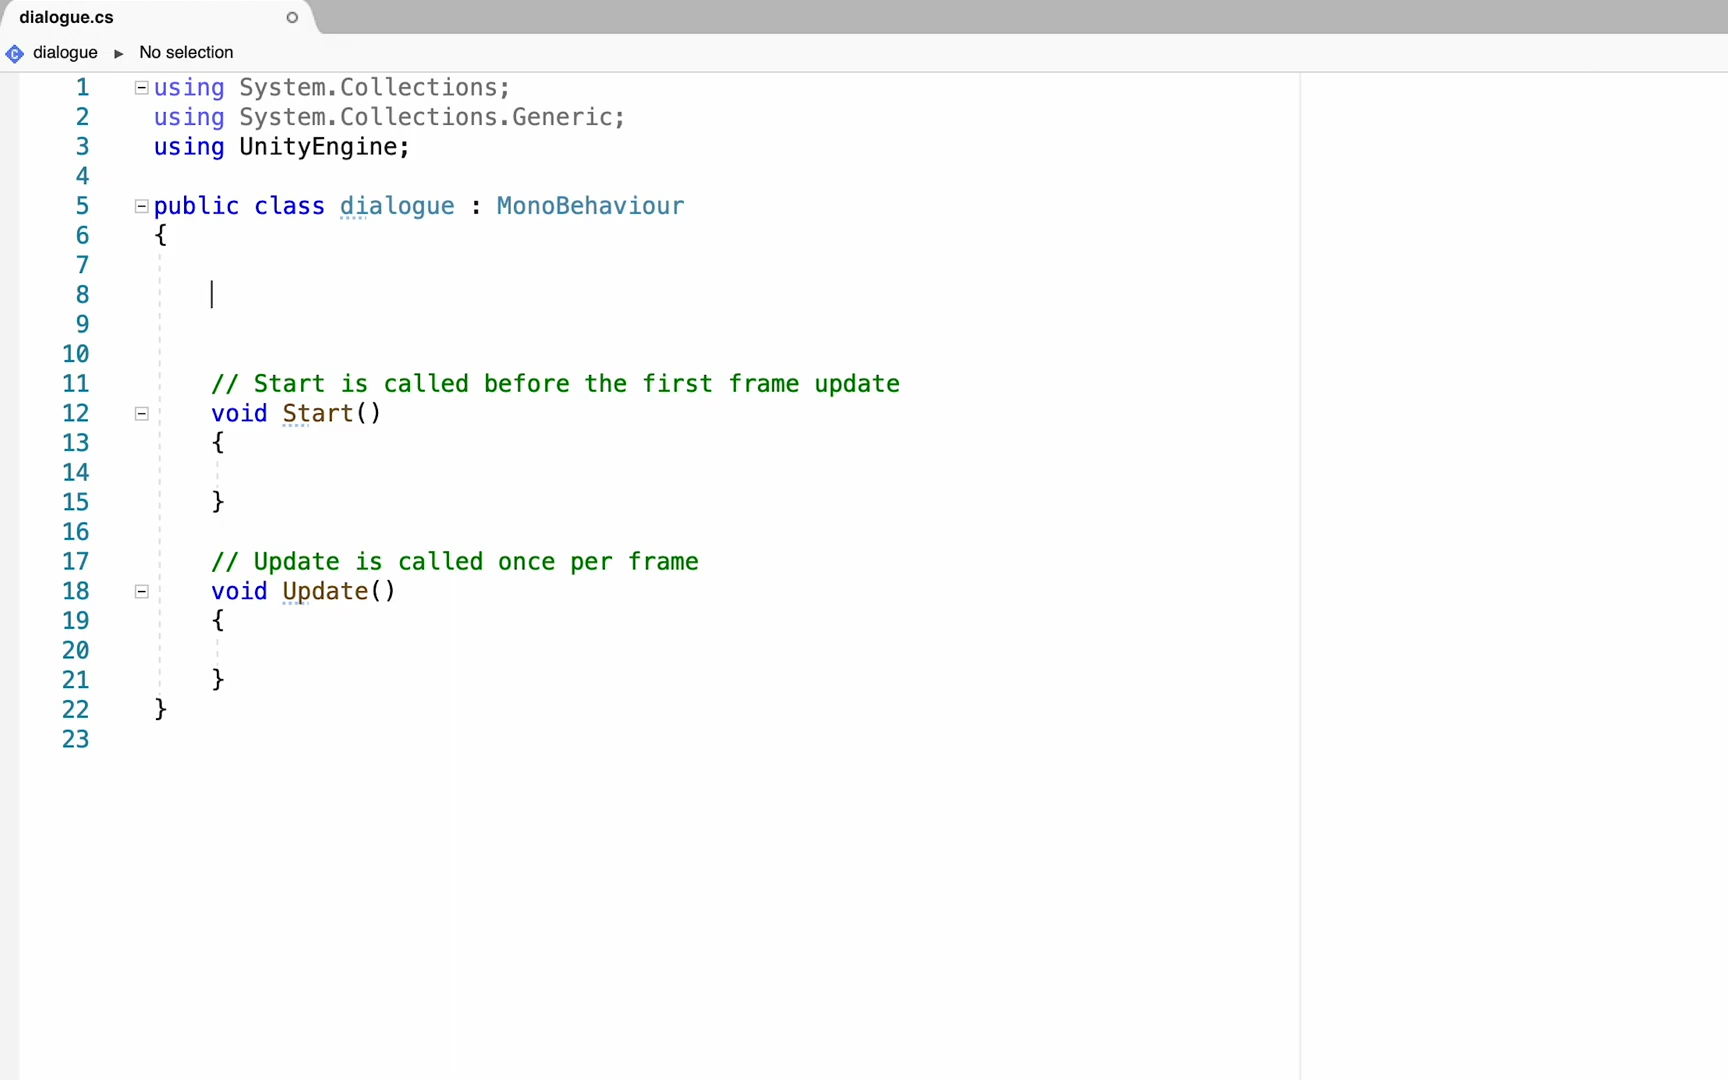 dialogue.cs
dialogue ▸ No selection
1 using System.Collections;
2 using System.Collections.Generic;
3 using UnityEngine;
4
5 public class dialogue : MonoBehaviour
6 {
7
8
9
10
11 // Start is called before the first frame update
12 void Start()
13 {
14
15 }
16
17 // Update is called once per frame
18 void Update()
19 {
20
21 }
22 }
23